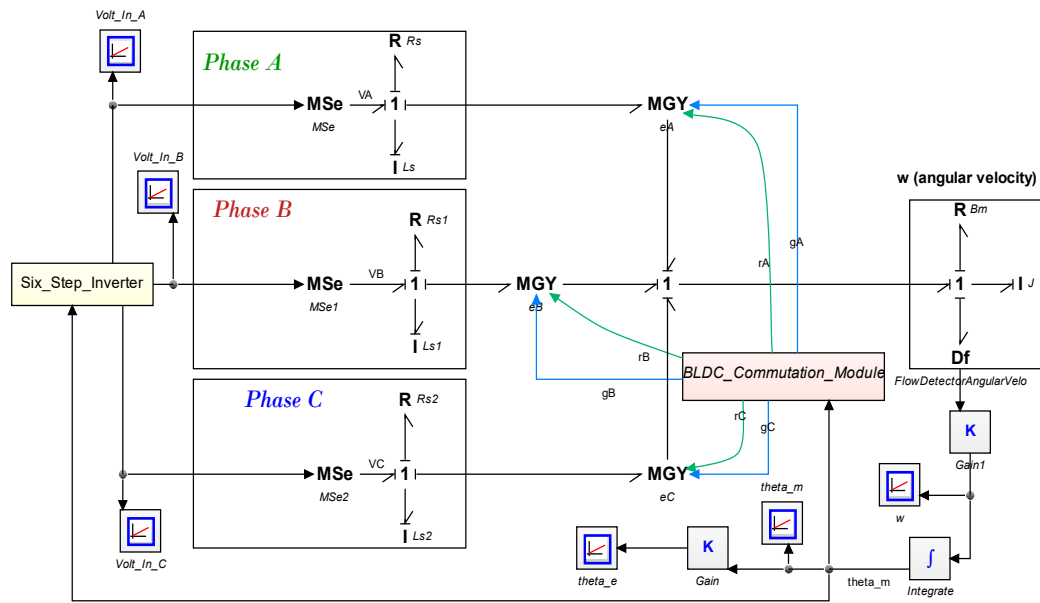 Volt_In_A
Phase A
R Rs
MSe
VA
1
MSe
I Ls
MGY
eA
Volt_In_B
Phase B
R Rs1
MSe
VB
1
MSe1
I Ls1
MGY
eB
1
gA
rA
w (angular velocity)
R Bm
1
I J
Df
FlowDetectorAngularVelo
Six_Step_Inverter
rB
gB
BLDC_Commutation_Module
rC
gC
Phase C
R Rs2
MSe
VC
1
MSe2
I Ls2
MGY
eC
K
Gain1
w
theta_m
Volt_In_C
theta_e
K
Gain
theta_m
∫
Integrate